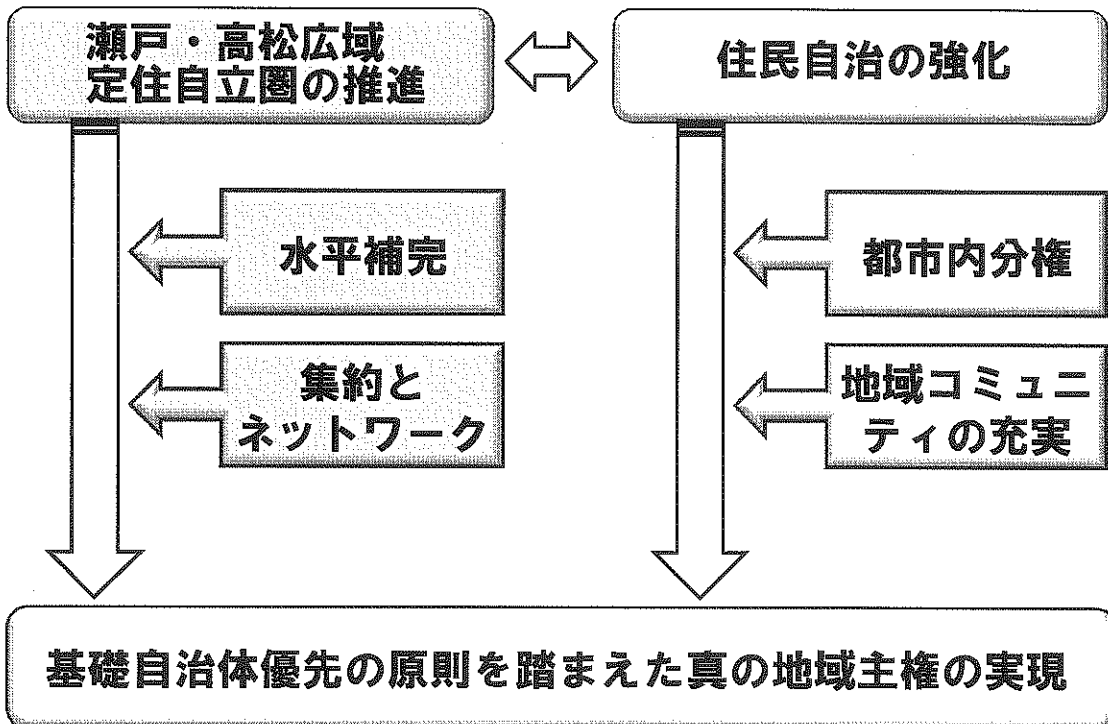 瀬戸・高松広域
定住自立圏の推進
住民自治の強化
水平補完
都市内分権
集約と
ネットワーク
地域コミュニ
ティの充実
基礎自治体優先の原則を踏まえた真の地域主権の実現